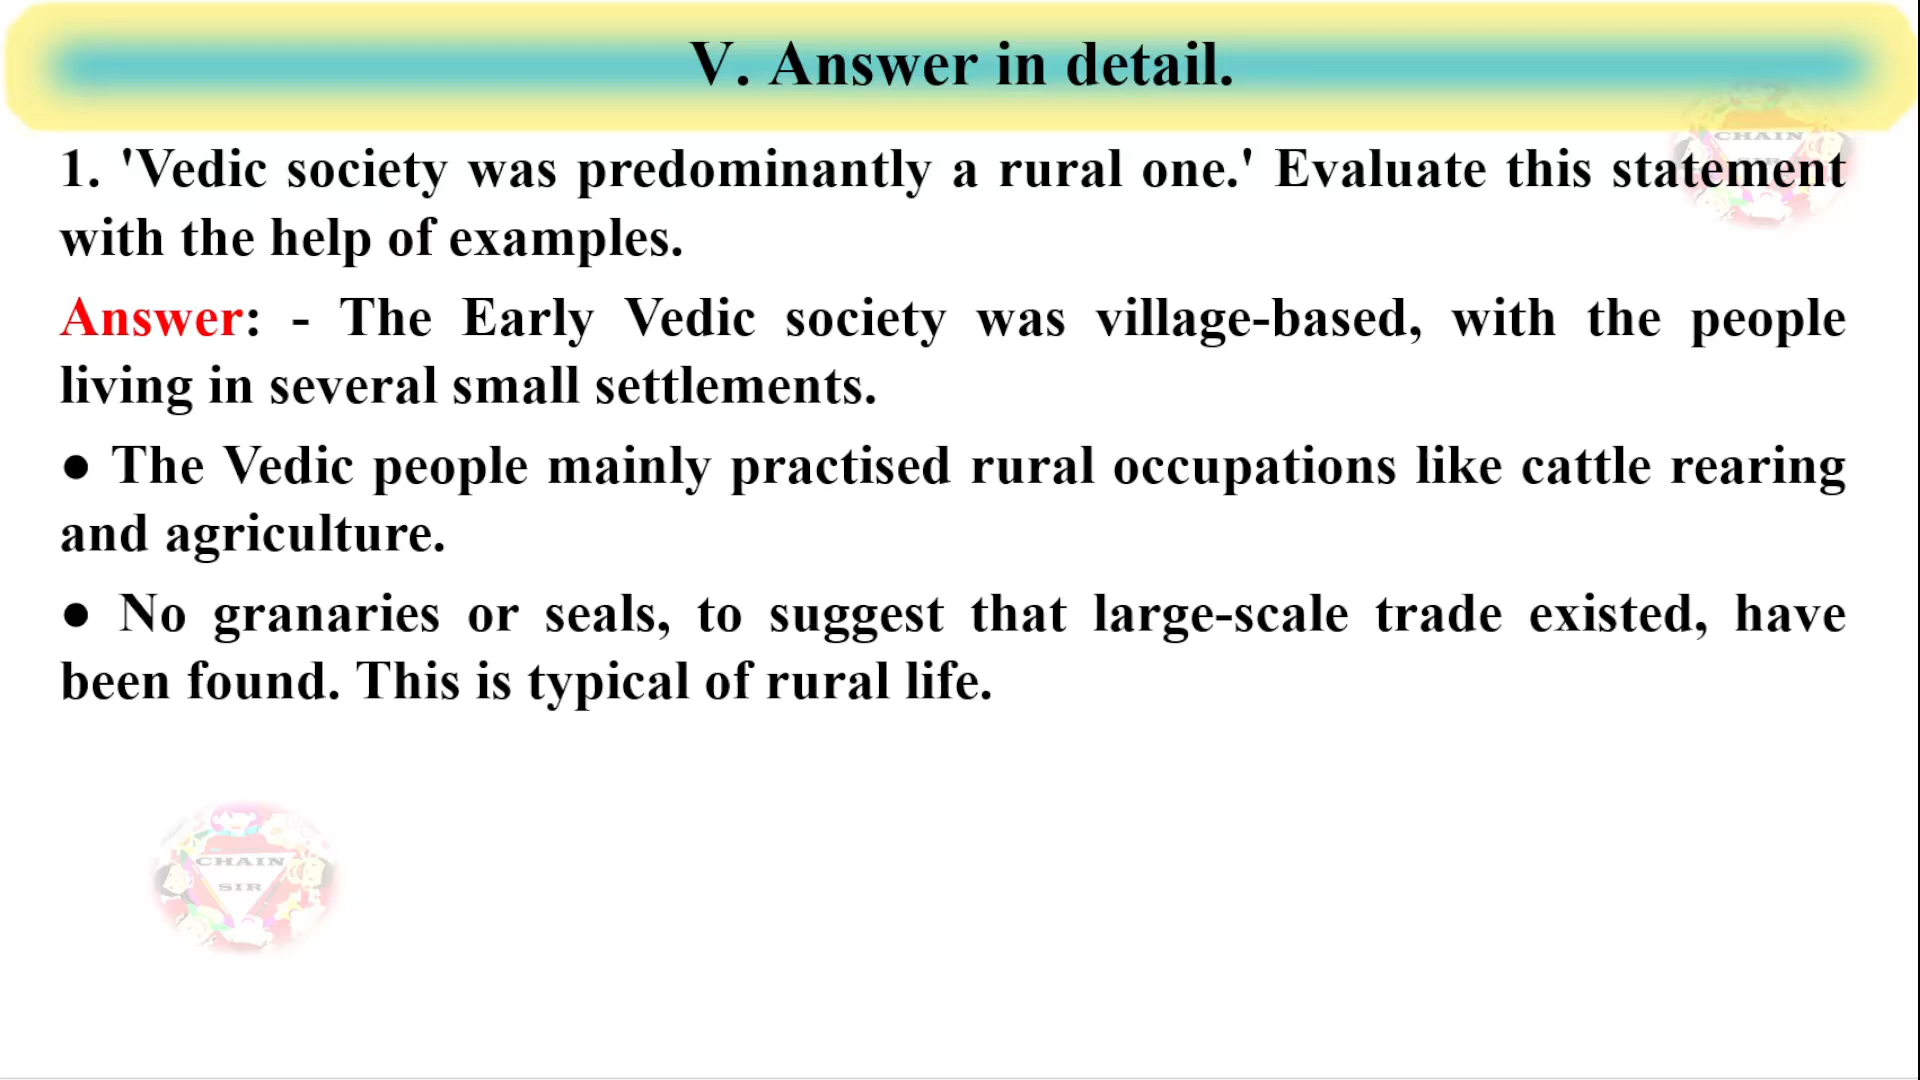 V. Answer in detail.
CHAIN
SIR
1. 'Vedic society was predominantly a rural one.' Evaluate this statement
with the help of examples.
Answer: - The Early Vedic society was village-based, with the people
living in several small settlements.
● The Vedic people mainly practised rural occupations like cattle rearing
and agriculture.
● No granaries or seals, to suggest that large-scale trade existed, have
been found. This is typical of rural life.
CHAIN
SIR